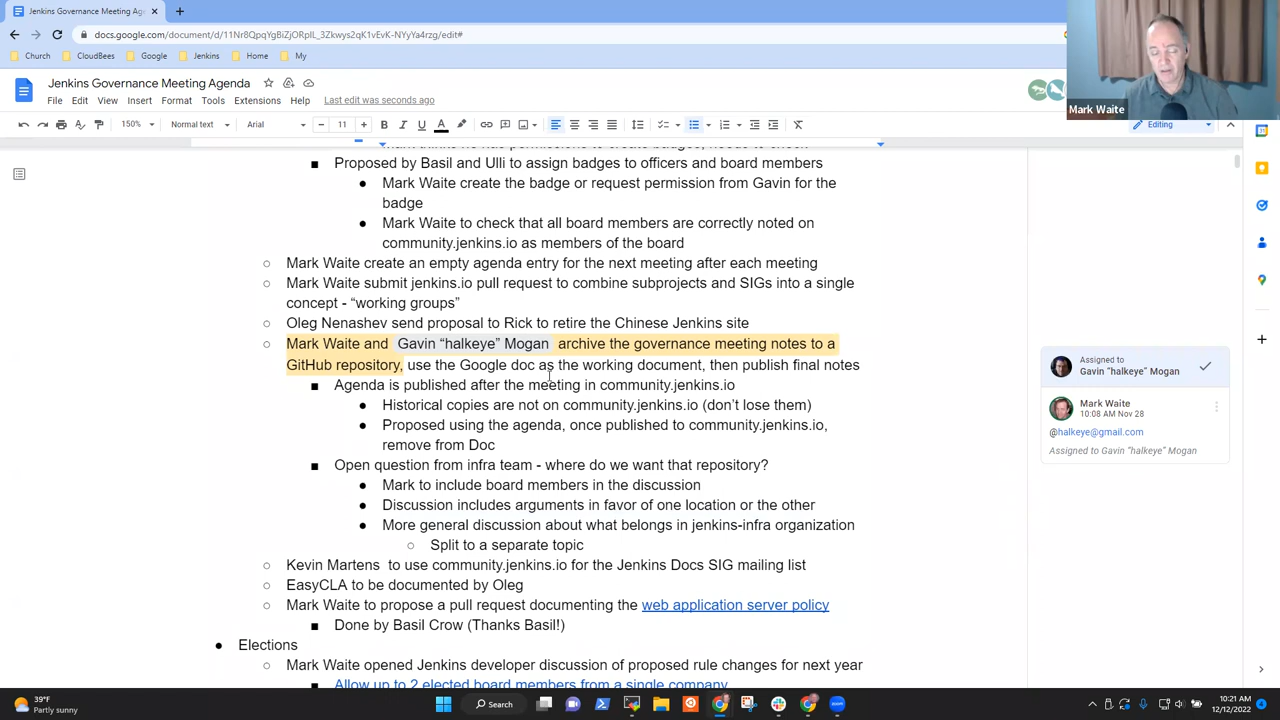 Jenkins Governance Meeting Ag
docs.google.com/document/d/11Nr8QpqYgBiZjORpIL_3Zkwys2qK1vEvK-NYyYa4rzg/edit#
Church
CloudBees
Google
Jenkins
Home
My
Mark Waite
Jenkins Governance Meeting Agenda
File Edit View Insert Format Tools Extensions Help Last edit was seconds ago
150% Normal text Arial 11 Editing
Proposed by Basil and Ulli to assign badges to officers and board members
Mark Waite create the badge or request permission from Gavin for the
badge
Mark Waite to check that all board members are correctly noted on
community.jenkins.io as members of the board
Mark Waite create an empty agenda entry for the next meeting after each meeting
Mark Waite submit jenkins.io pull request to combine subprojects and SIGs into a single
concept - “working groups”
Oleg Nenashev send proposal to Rick to retire the Chinese Jenkins site
Mark Waite and Gavin “halkeye” Mogan archive the governance meeting notes to a
GitHub repository, use the Google doc as the working document, then publish final notes
Agenda is published after the meeting in community.jenkins.io
Historical copies are not on community.jenkins.io (don’t lose them)
Proposed using the agenda, once published to community.jenkins.io,
remove from Doc
Open question from infra team - where do we want that repository?
Mark to include board members in the discussion
Discussion includes arguments in favor of one location or the other
More general discussion about what belongs in jenkins-infra organization
Split to a separate topic
Kevin Martens to use community.jenkins.io for the Jenkins Docs SIG mailing list
EasyCLA to be documented by Oleg
Mark Waite to propose a pull request documenting the web application server policy
Done by Basil Crow (Thanks Basil!)
Elections
Mark Waite opened Jenkins developer discussion of proposed rule changes for next year
Allow up to 2 elected board members from a single company
Assigned to
Gavin “halkeye” Mogan
Mark Waite
10:08 AM Nov 28
@halkeye@gmail.com
Assigned to Gavin “halkeye” Mogan
39°F
Partly sunny
Search
10:21 AM
12/12/2022